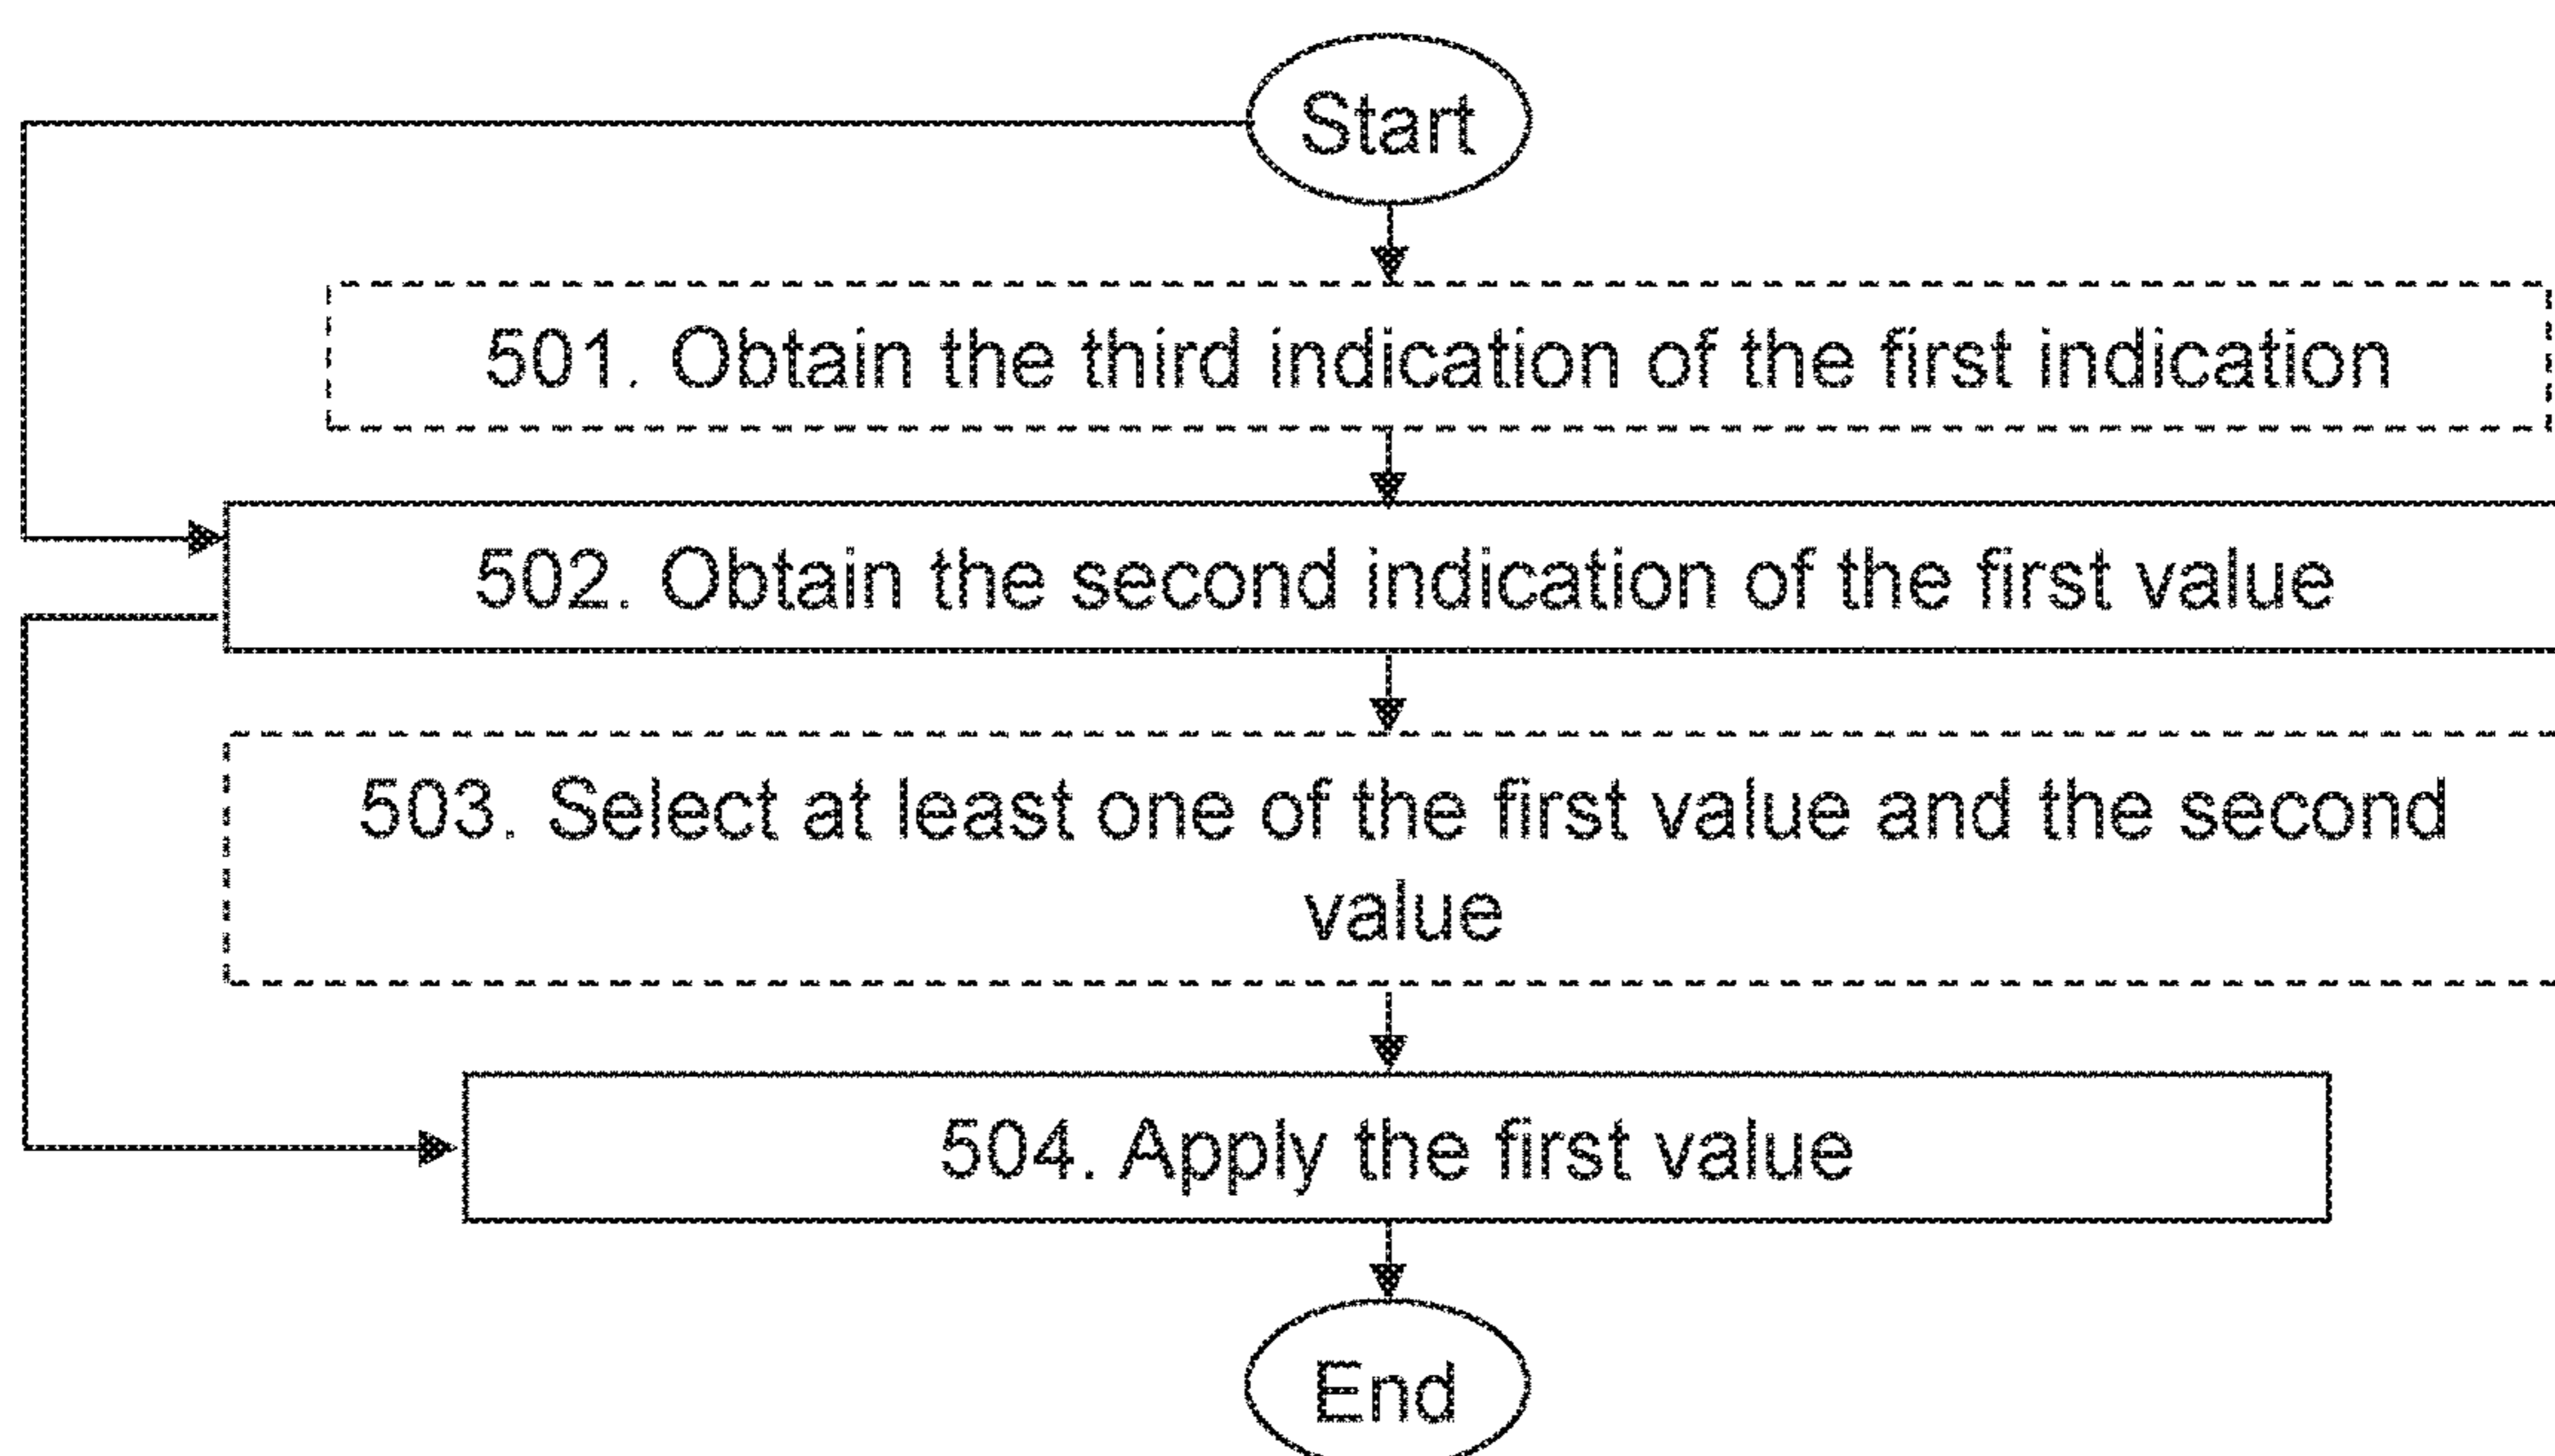 Start
501. Obtain the third indication of the first indication
502. Obtain the second indication of the first value
503. Select at least one of the first value and the second
value
504. Apply the first value
End